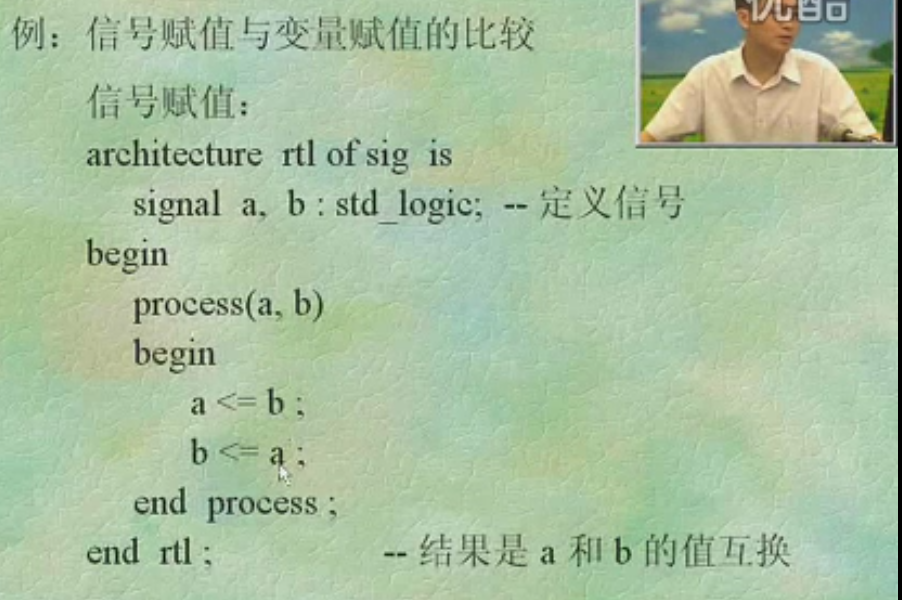 优酷
例：信号赋值与变量赋值的比较
信号赋值：
architecture rtl of sig is
signal a, b : std_logic; -- 定义信号
begin
process(a, b)
begin
a <= b ;
b <= a ;
end process ;
end rtl ; -- 结果是 a 和 b 的值互换